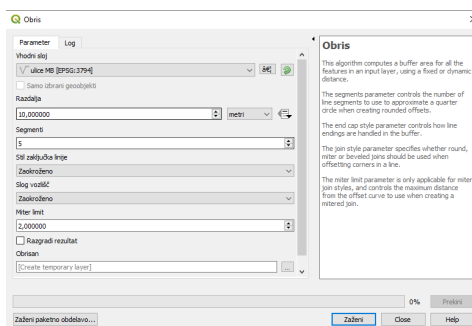 Obris
Parameter Log
Vhodni sloj
ulice MB [EPSG:3794]
Samo izbrani geoobjekti
Razdalja
10,000000 metri
Segmenti
5
Stil zaključka linije
Zaokroženo
Slog vozlišč
Zaokroženo
Miter limit
2,000000
Razgradi rezultat
Obrisan
[Create temporary layer] ...
Obris
This algorithm computes a buffer area for all the
features in an input layer, using a fixed or dynamic
distance.
The segments parameter controls the number of
line segments to use to approximate a quarter
circle when creating rounded offsets.
The end cap style parameter controls how line
endings are handled in the buffer.
The join style parameter specifies whether round,
miter or beveled joins should be used when
offsetting corners in a line.
The miter limit parameter is only applicable for miter
join styles, and controls the maximum distance
from the offset curve to use when creating a
mitered join.
0% Prekini
Zaženi paketno obdelavo... Zaženi Close Help